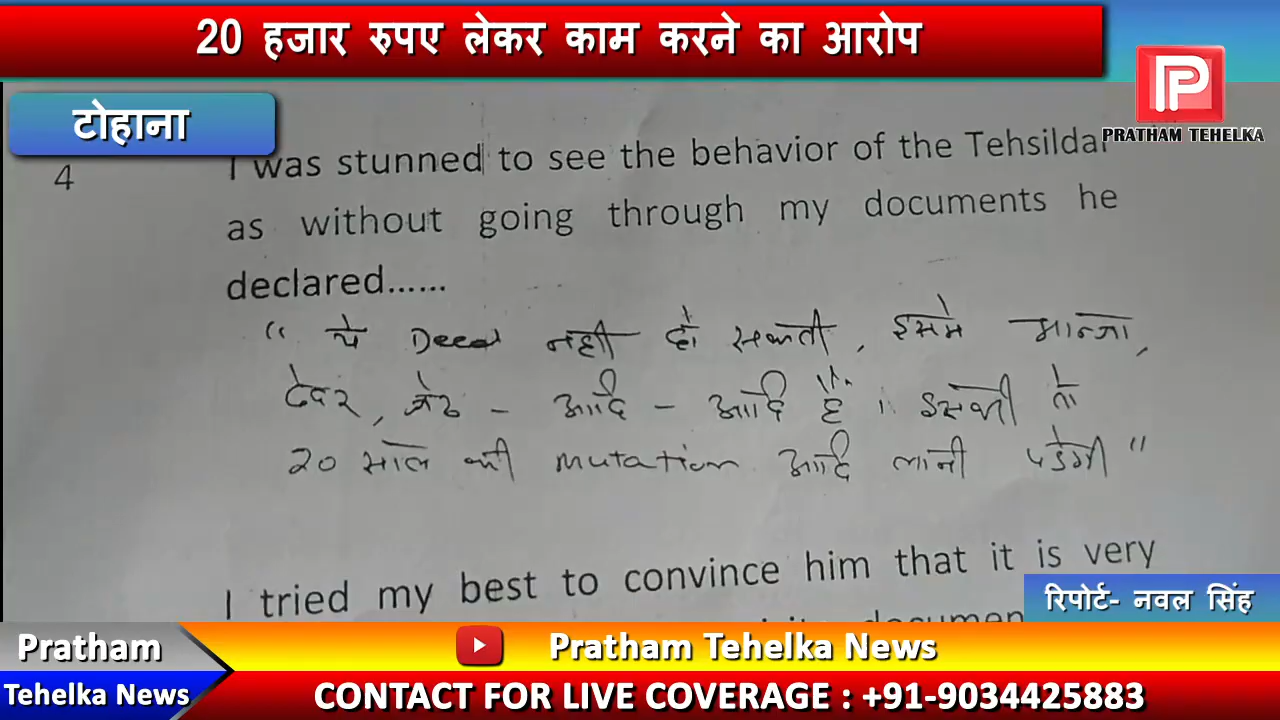 20 हजार रुपए लेकर काम करने का आरोप
टोहाना
PRATHAM TEHELKA
4
I was stunned to see the behavior of the Tehsildar
as without going through my documents he
declared......
“ ये Deed नही हो सकती, इसमे भान्जा,
देवर, जेठ - आदि - आदि है । इसकी तो
20 साल की mutation आदि लानी पडेगी ”
I tried my best to convince him that it is very
रिपोर्ट- नवल सिंह
Pratham
Tehelka News
Pratham Tehelka News
CONTACT FOR LIVE COVERAGE : +91-9034425883